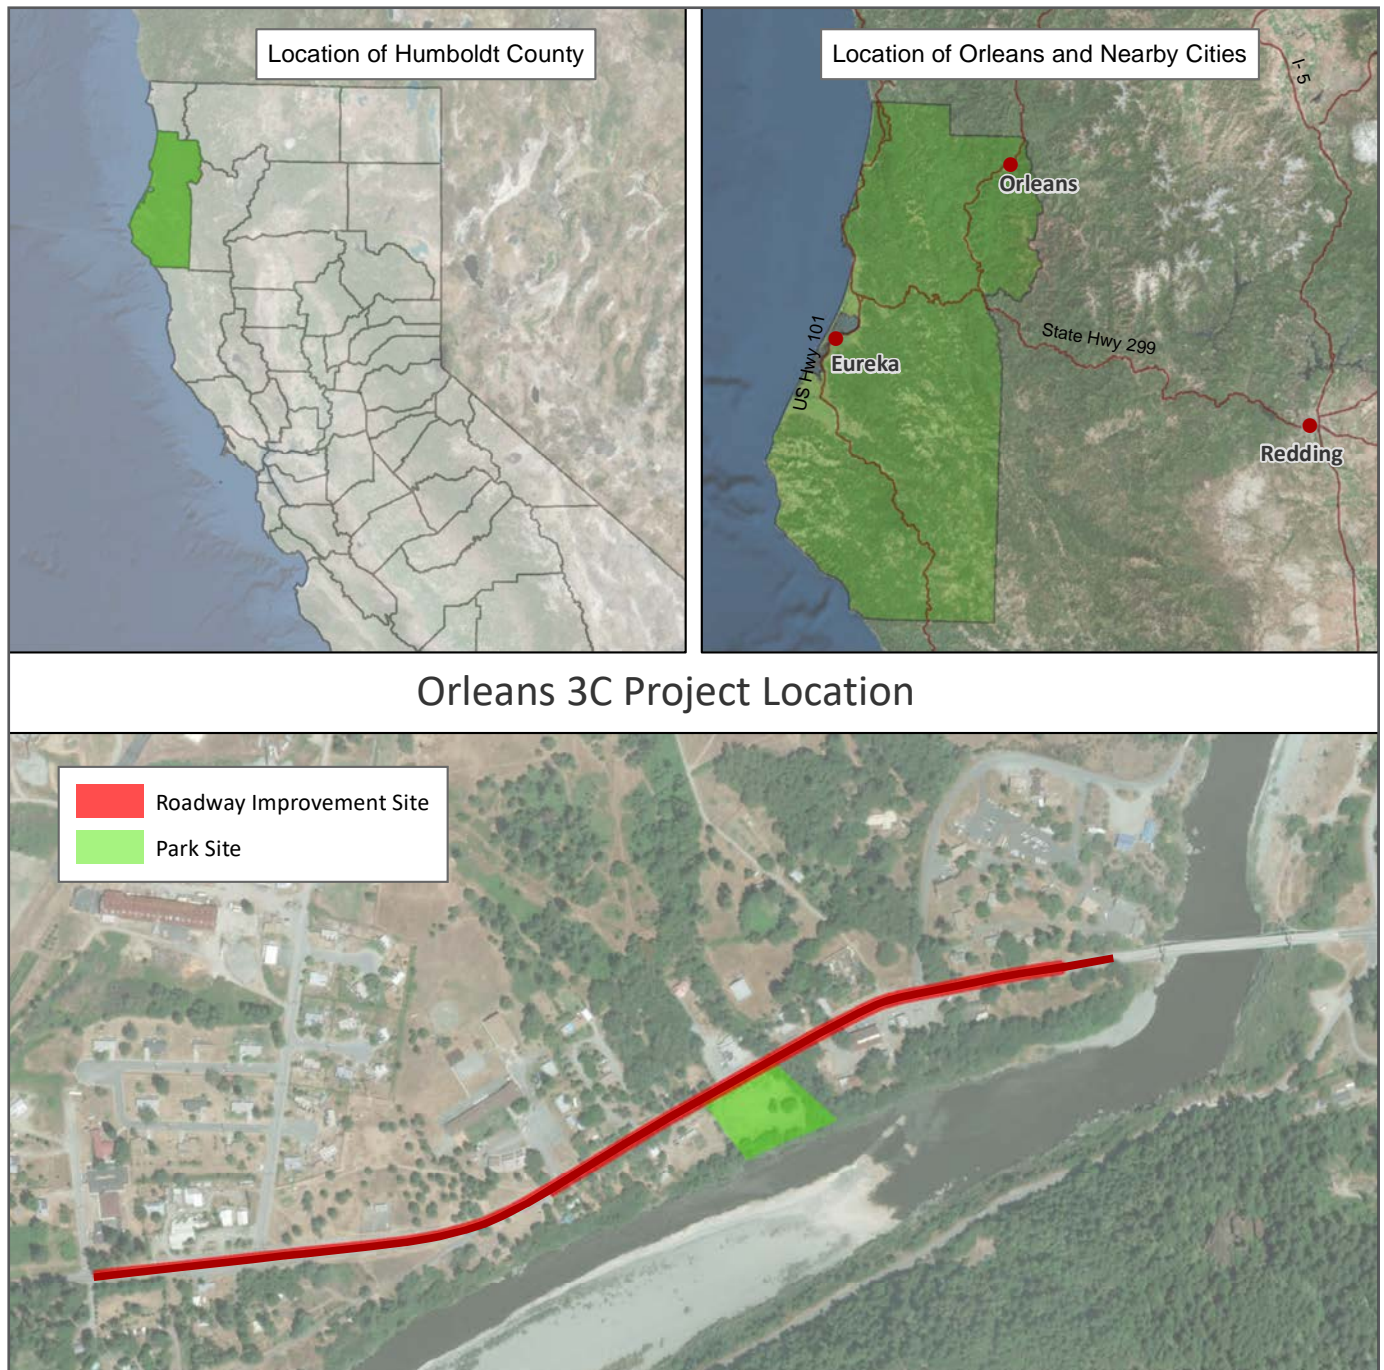 Location of Humboldt County
Location of Orleans and Nearby Cities
I- 5
Orleans
US Hwy 101
Eureka
State Hwy 299
Redding
Orleans 3C Project Location
Roadway Improvement Site
Park Site